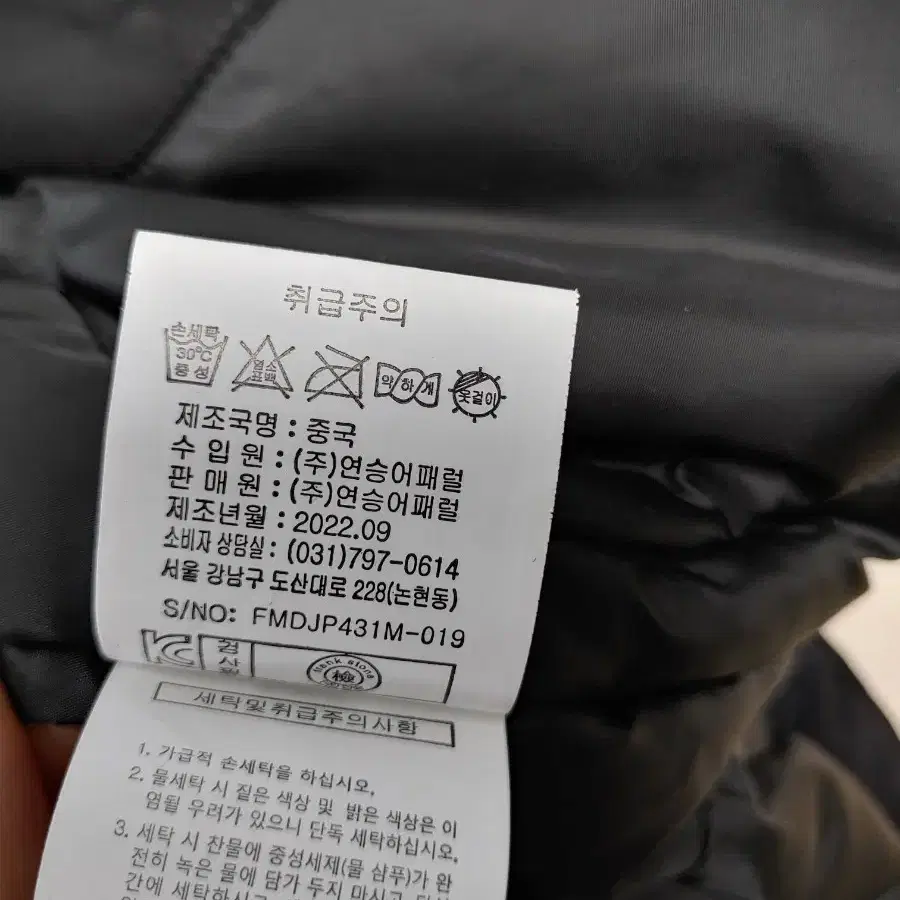 취급주의
손세탁
30℃
중성
염소
표백
약하게
옷걸이
제조국명 : 중국
수 입 원 : (주)연승어패럴
판 매 원 : (주)연승어패럴
제조년월 : 2022.09
소비자 상담실 : (031)797-0614
서울 강남구 도산대로 228(논현동)
S/NO: FMDJP431M-019
Hank stone
檢
세탁및취급주의사항
1. 가급적 손세탁을 하십시오.
2. 물세탁 시 짙은 색상 및 밝은 색상은 이
염될 우려가 있으니 단독 세탁하십시오.
3. 세탁 시 찬물에 중성세제(물 샴푸)가 완
전히 녹은 물에 담가 두지 마시고 단
간에 세탁하시